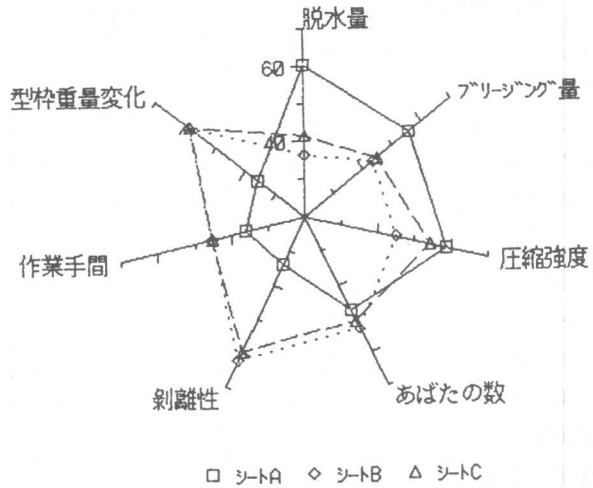 脱水量
60
ブリージング量
型枠重量変化
40
圧縮強度
作業手間
剝離性
あばたの数
シートA シートB シートC